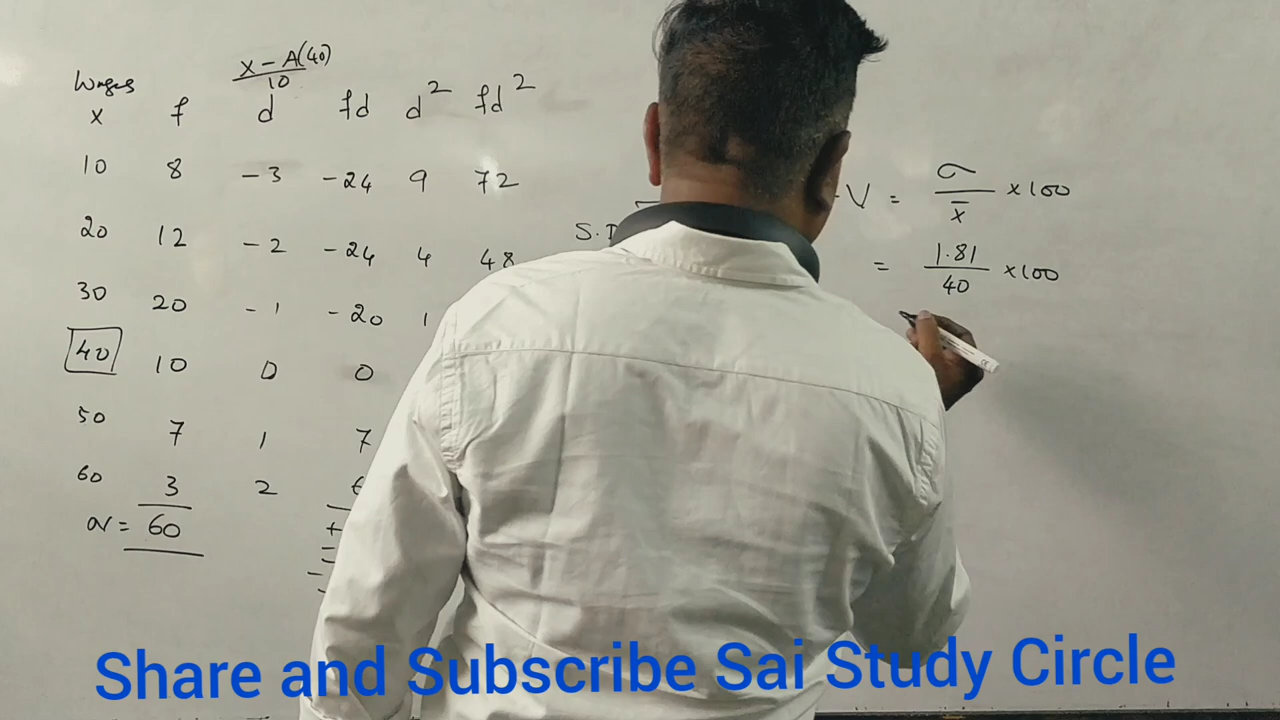 x - A(40)
Wages 10
x f d fd d² fd²
10 8 -3 -24 9 72
20 12 -2 -24 4 48
30 20 -1 -20 1
40 10 0 0
50 7 1 7
60 3 2
N = 60
S.D
V = σ / x̄ ×100
= 1.81 / 40 ×100
Share and Subscribe Sai Study Circle